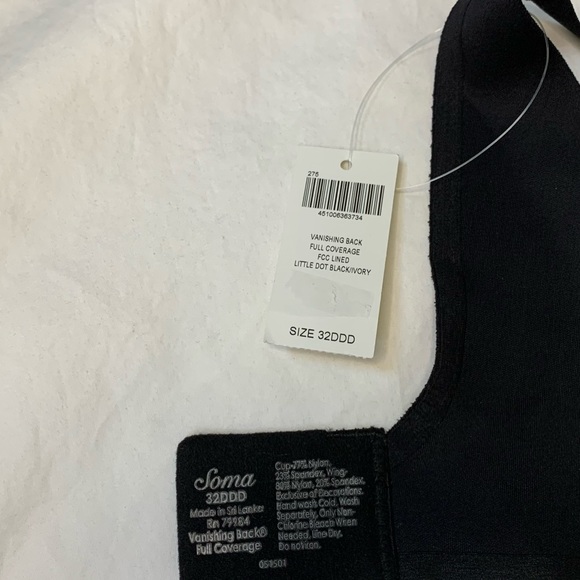 275
451006363734
VANISHING BACK
FULL COVERAGE
FCC LINED
LITTLE DOT BLACK/IVORY
SIZE 32DDD
Soma
32DDD
Made in Sri Lanka
Rn 79984
Vanishing Back®
Full Coverage
Cup-77% Nylon,
23% Spandex, Wing-
80% Nylon, 20% Spandex.
Exclusive of Decorations.
Hand wash Cold. Wash
Separately. Only Non-
Chlorine Bleach When
Needed. Line Dry.
Do not Iron.
051501